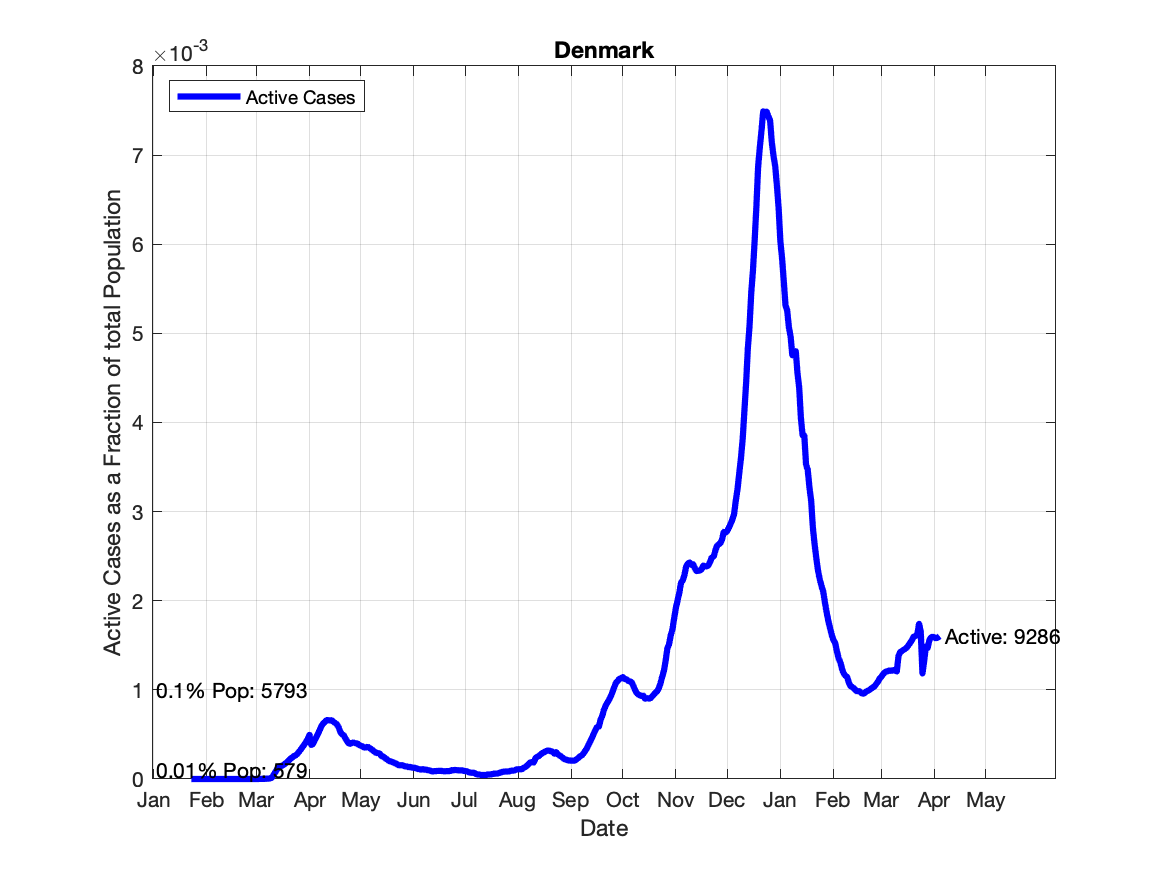 Denmark
×10-3
8
Active Cases
7
6
5
4
3
2
1
0
Active Cases as a Fraction of total Population
Active: 9286
0.1% Pop: 5793
0.01% Pop: 579
Jan Feb Mar Apr May Jun Jul Aug Sep Oct Nov Dec Jan Feb Mar Apr May
Date